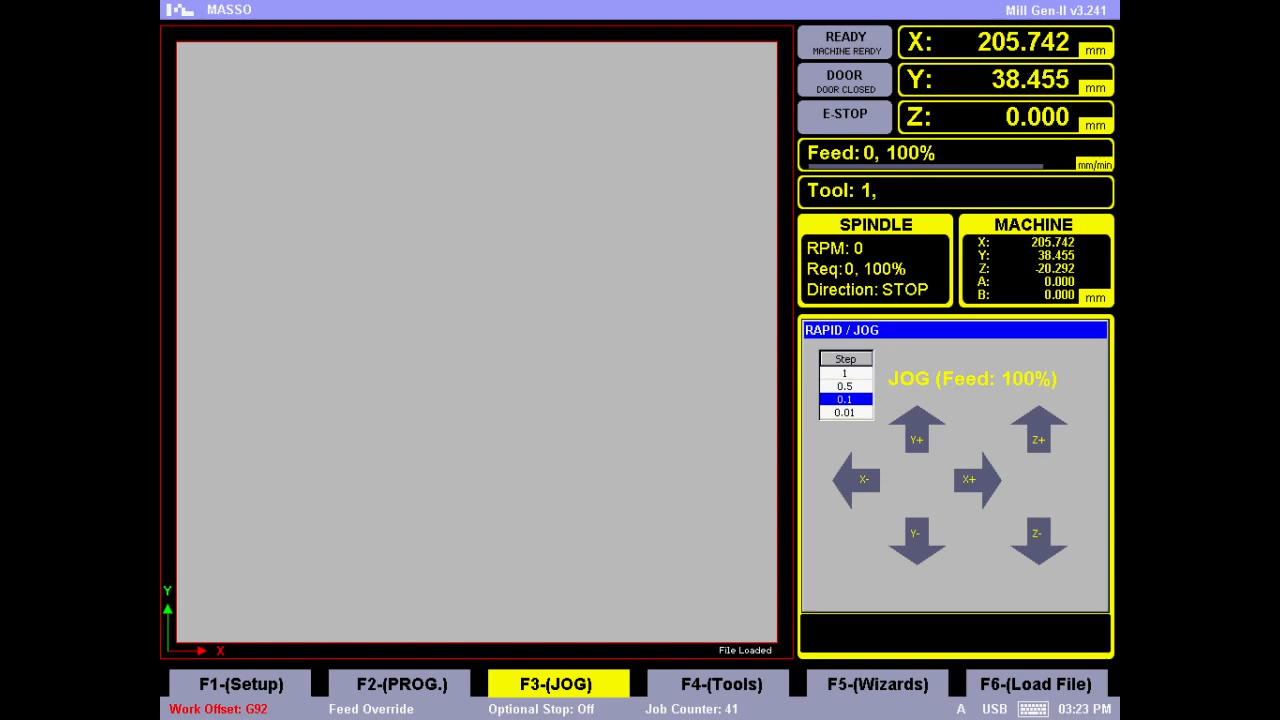 MASSO
Mill Gen-II v3.241
READY
MACHINE READY
X: 205.742 mm
DOOR
DOOR CLOSED
Y: 38.455 mm
E-STOP
Z: 0.000 mm
Feed: 0, 100%
mm/min
Tool: 1,
SPINDLE
RPM: 0
Req:0, 100%
Direction: STOP
MACHINE
X: 205.742
Y: 38.455
Z: -20.292
A: 0.000
B: 0.000 mm
RAPID / JOG
Step
1
0.5
0.1
0.01
JOG (Feed: 100%)
Y+
Z+
X-
X+
Y-
Z-
Y
X
File Loaded
F1-(Setup)
F2-(PROG.)
F3-(JOG)
F4-(Tools)
F5-(Wizards)
F6-(Load File)
Work Offset: G92
Feed Override
Optional Stop: Off
Job Counter: 41
A
USB
03:23 PM